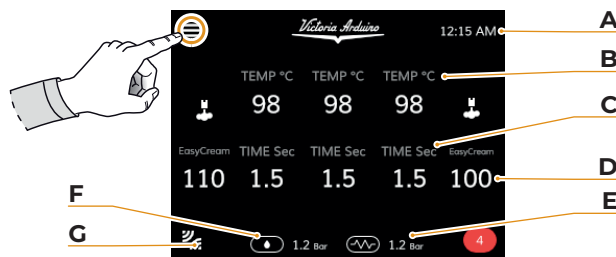 Victoria Arduino
12:15 AM
A
TEMP °C TEMP °C TEMP °C
B
98 98 98
C
EasyCream TIME Sec TIME Sec TIME Sec EasyCream
110 1.5 1.5 1.5 100
D
E
F
G
1.2 Bar 1.2 Bar
4